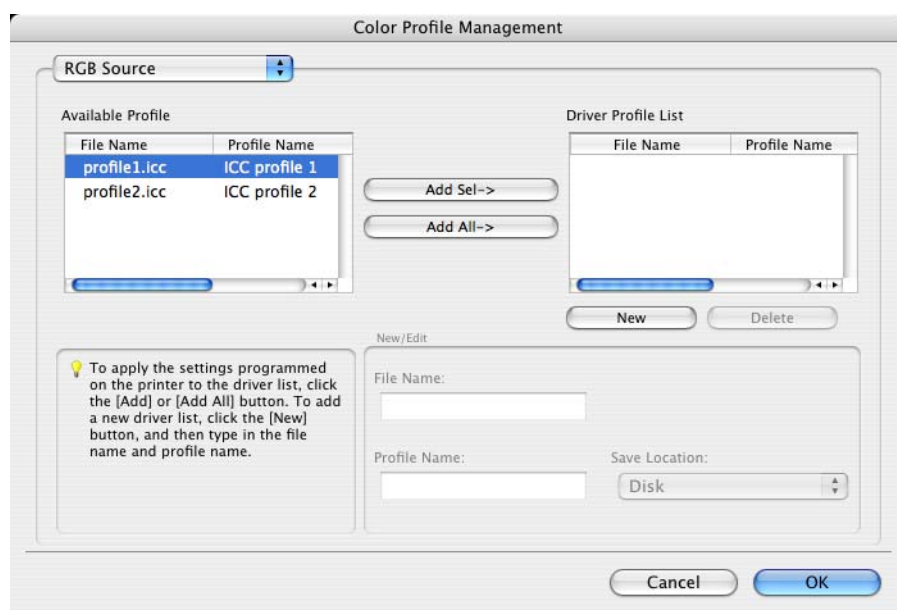 Color Profile Management
RGB Source
Available Profile
File Name Profile Name
profile1.icc ICC profile 1
profile2.icc ICC profile 2
Add Sel->
Add All->
Driver Profile List
File Name Profile Name
New Delete
To apply the settings programmed
on the printer to the driver list, click
the [Add] or [Add All] button. To add
a new driver list, click the [New]
button, and then type in the file
name and profile name.
New/Edit
File Name:
Profile Name:
Save Location:
Disk
Cancel OK